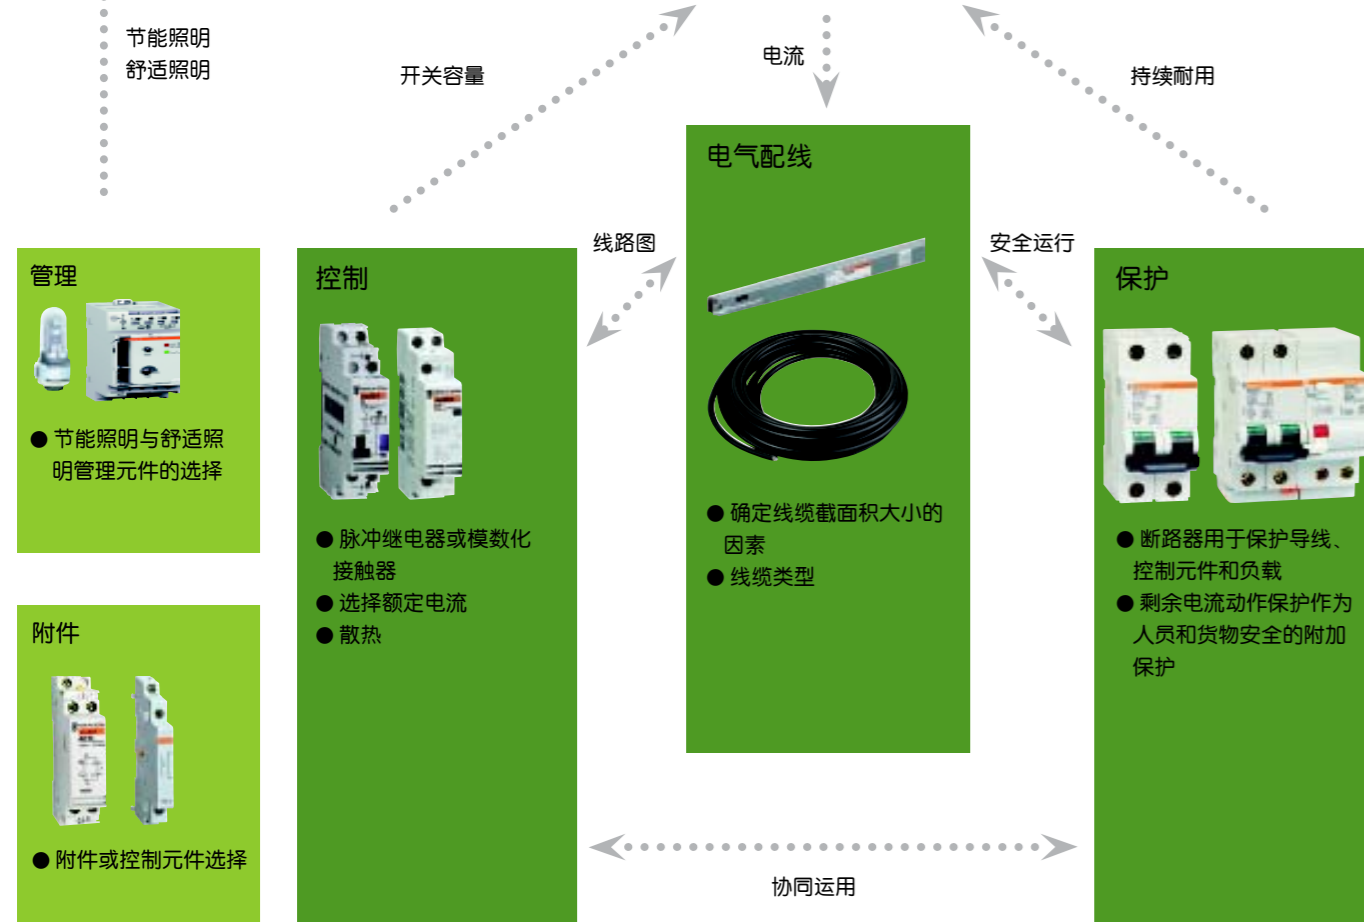 节能照明
舒适照明
开关容量
电流
持续耐用
电气配线
线路图
安全运行
管理
控制
保护
● 节能照明与舒适照
明管理元件的选择
● 脉冲继电器或模数化
接触器
● 选择额定电流
● 散热
● 确定线缆截面积大小的
因素
● 线缆类型
● 断路器用于保护导线、
控制元件和负载
● 剩余电流动作保护作为
人员和货物安全的附加
保护
附件
● 附件或控制元件选择
协同运用